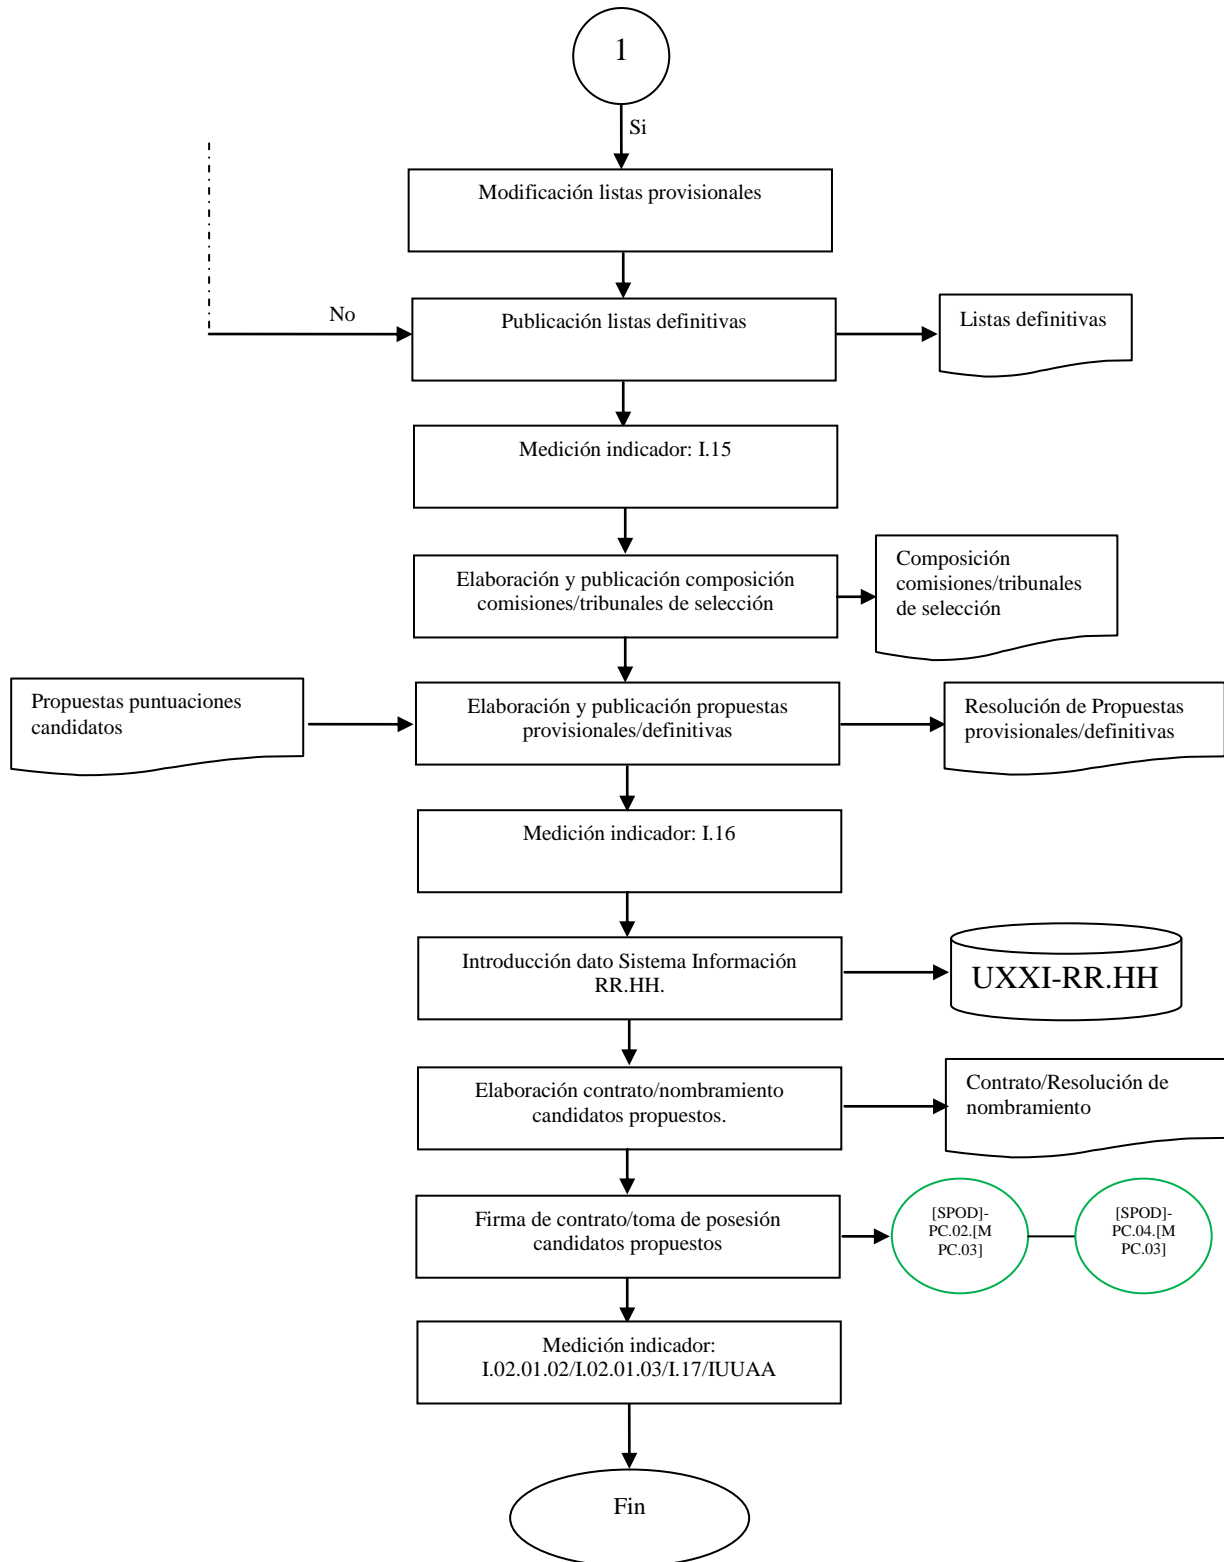 1
Si
Modificación listas provisionales
No
Publicación listas definitivas
Listas definitivas
Medición indicador: I.15
Elaboración y publicación composición
comisiones/tribunales de selección
Composición
comisiones/tribunales
de selección
Propuestas puntuaciones
candidatos
Elaboración y publicación propuestas
provisionales/definitivas
Resolución de Propuestas
provisionales/definitivas
Medición indicador: I.16
Introducción dato Sistema Información
RR.HH.
UXXI-RR.HH
Elaboración contrato/nombramiento
candidatos propuestos.
Contrato/Resolución de
nombramiento
Firma de contrato/toma de posesión
candidatos propuestos
[SPOD]-
PC.02.[M
PC.03]
[SPOD]-
PC.04.[M
PC.03]
Medición indicador:
I.02.01.02/I.02.01.03/I.17/IUUAA
Fin